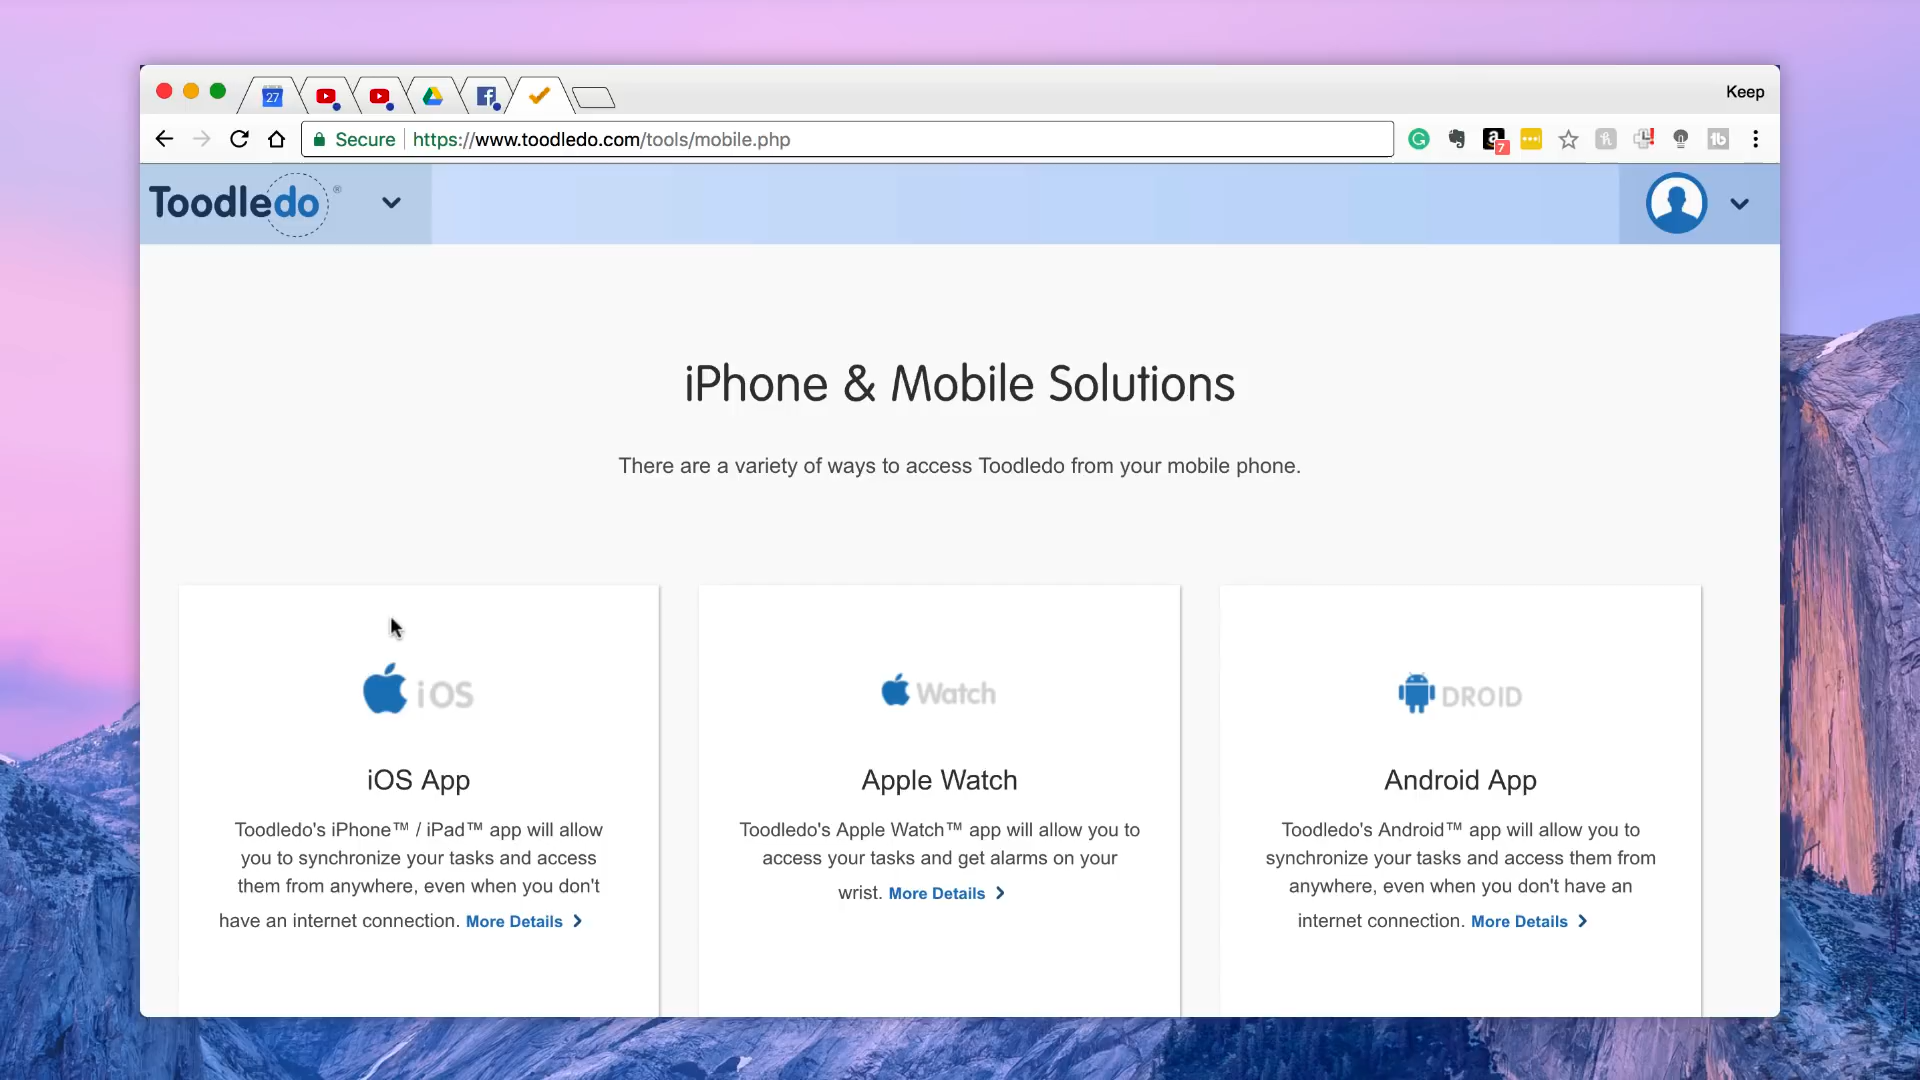 27
Keep
Secure
https://www.toodledo.com/tools/mobile.php
G
a
7
h
tb
Toodledo®
iPhone & Mobile Solutions
There are a variety of ways to access Toodledo from your mobile phone.
iOS
Watch
DROID
iOS App
Toodledo's iPhone™ / iPad™ app will allow
you to synchronize your tasks and access
them from anywhere, even when you don't
have an internet connection. More Details
Apple Watch
Toodledo's Apple Watch™ app will allow you to
access your tasks and get alarms on your
wrist. More Details
Android App
Toodledo's Android™ app will allow you to
synchronize your tasks and access them from
anywhere, even when you don't have an
internet connection. More Details